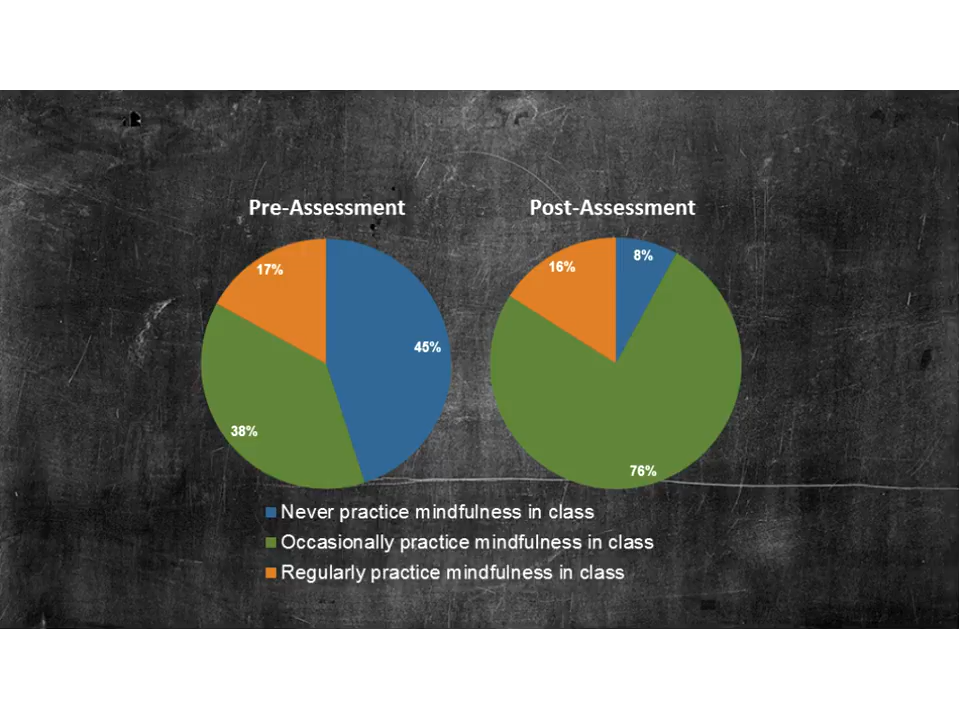 Pre-Assessment
Post-Assessment
17%
45%
38%
16%
8%
76%
Never practice mindfulness in class
Occasionally practice mindfulness in class
Regularly practice mindfulness in class